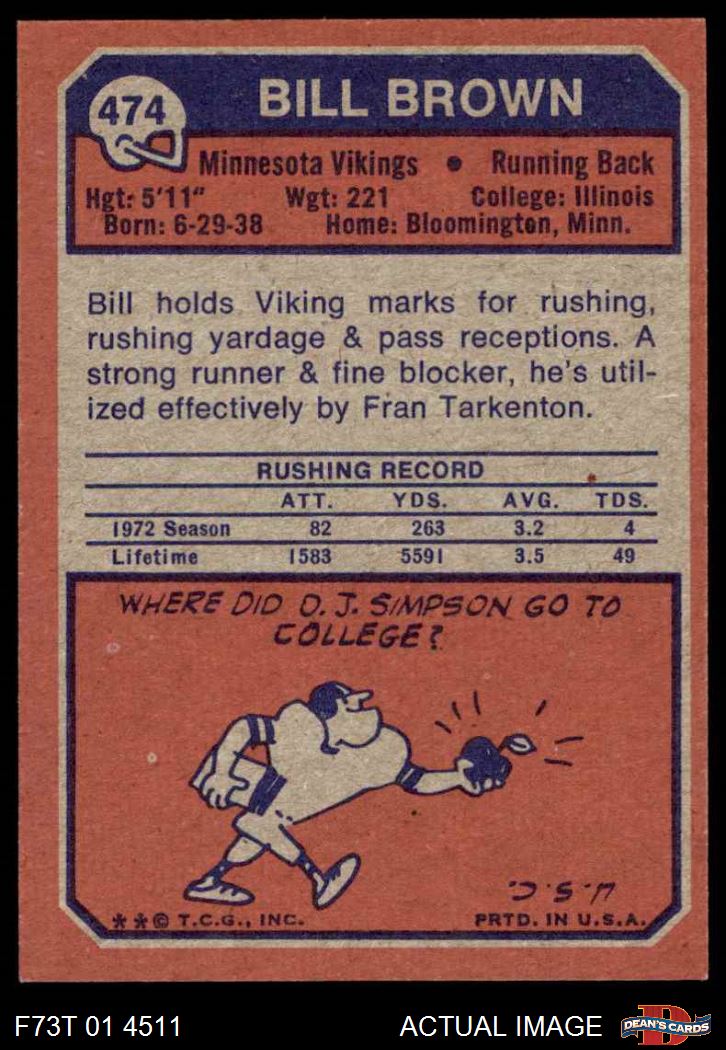 474
BILL BROWN
Minnesota Vikings • Running Back
Hgt: 5'11" Wgt: 221 College: Illinois
Born: 6-29-38 Home: Bloomington, Minn.
Bill holds Viking marks for rushing,
rushing yardage & pass receptions. A
strong runner & fine blocker, he's util-
ized effectively by Fran Tarkenton.
RUSHING RECORD
ATT. YDS. AVG. TDS.
1972 Season 82 263 3.2 4
Lifetime 1583 5591 3.5 49
WHERE DID O. J. SIMPSON GO TO
COLLEGE?
U.S.C.
**© T.C.G., INC. PRTD. IN U.S.A.
F73T 01 4511 ACTUAL IMAGE
D
DEAN'S CARDS